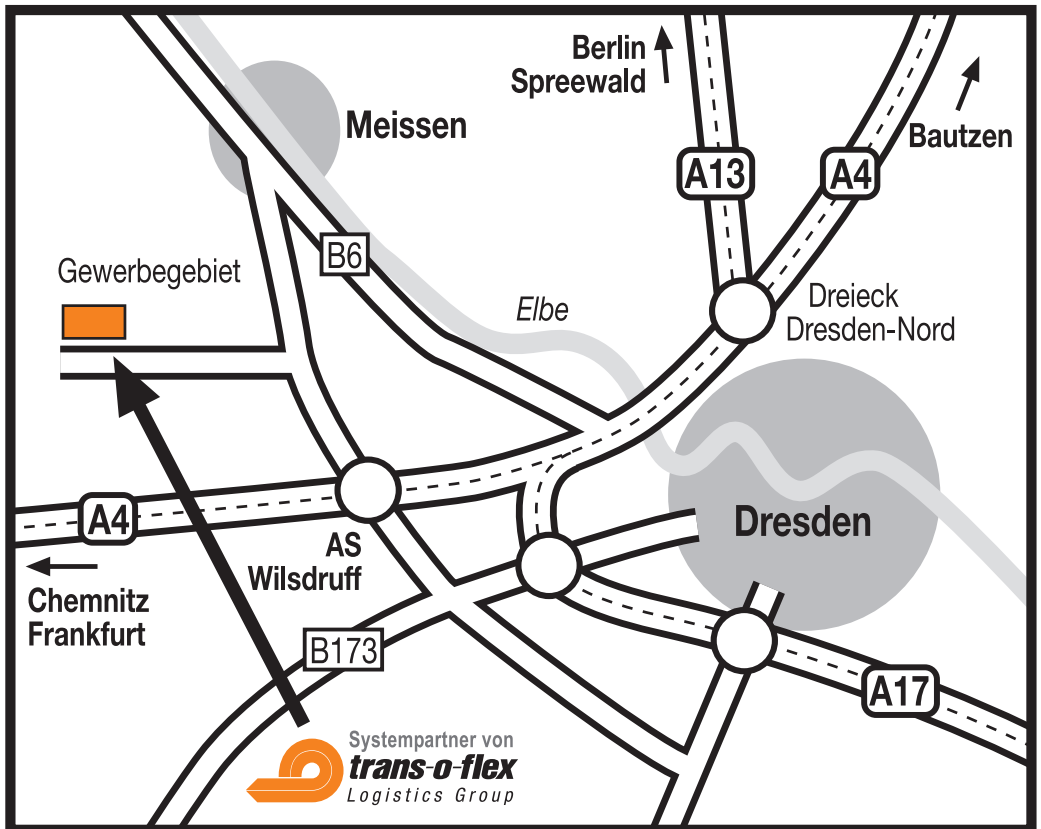 Berlin
Spreewald
Meissen
Bautzen
A13
A4
B6
Gewerbegebiet
Elbe
Dreieck
Dresden-Nord
A4
Dresden
AS
Wilsdruff
Chemnitz
Frankfurt
B173
A17
Systempartner von
trans-o-flex
Logistics Group